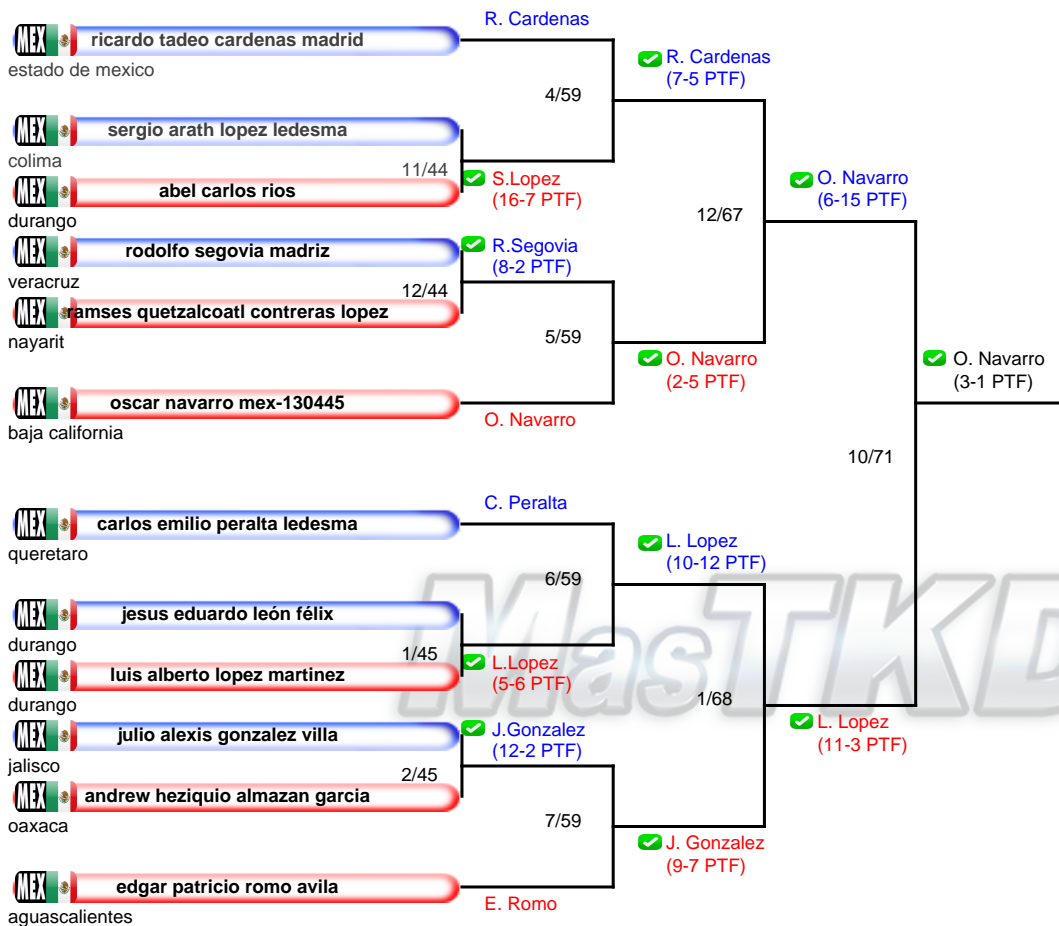 R. Cardenas
MEX ricardo tadeo cardenas madrid
estado de mexico
R. Cardenas
(7-5 PTF)
4/59
MEX sergio arath lopez ledesma
colima
11/44
S.Lopez
(16-7 PTF)
MEX abel carlos rios
durango
O. Navarro
(6-15 PTF)
12/67
MEX rodolfo segovia madriz
veracruz
R.Segovia
(8-2 PTF)
12/44
MEX ramses quetzalcoatl contreras lopez
nayarit
5/59
O. Navarro
(2-5 PTF)
O. Navarro
(3-1 PTF)
MEX oscar navarro mex-130445
baja california
O. Navarro
10/71
C. Peralta
MEX carlos emilio peralta ledesma
queretaro
L. Lopez
(10-12 PTF)
6/59
MasTKD
MEX jesus eduardo león félix
durango
1/45
L.Lopez
(5-6 PTF)
MEX luis alberto lopez martinez
durango
1/68
L. Lopez
(11-3 PTF)
MEX julio alexis gonzalez villa
jalisco
J.Gonzalez
(12-2 PTF)
2/45
MEX andrew heziquio almazan garcia
oaxaca
7/59
J. Gonzalez
(9-7 PTF)
MEX edgar patricio romo avila
aguascalientes
E. Romo